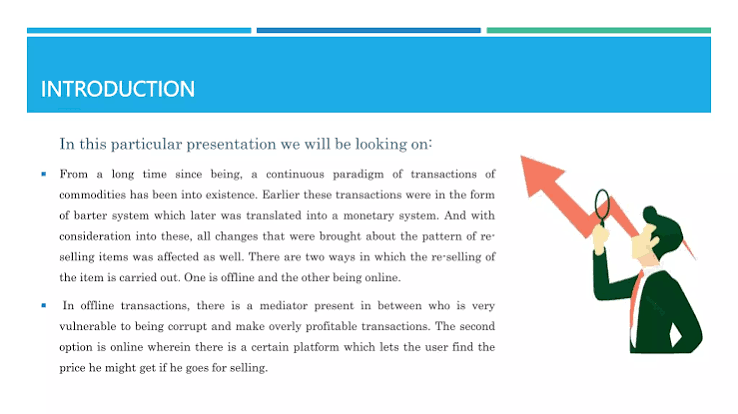 INTRODUCTION
In this particular presentation we will be looking on:
From a long time since being, a continuous paradigm of transactions of
commodities has been into existence. Earlier these transactions were in the form
of barter system which later was translated into a monetary system. And with
consideration into these, all changes that were brought about the pattern of re-
selling items was affected as well. There are two ways in which the re-selling of
the item is carried out. One is offline and the other being online.
In offline transactions, there is a mediator present in between who is very
vulnerable to being corrupt and make overly profitable transactions. The second
option is online wherein there is a certain platform which lets the user find the
price he might get if he goes for selling.